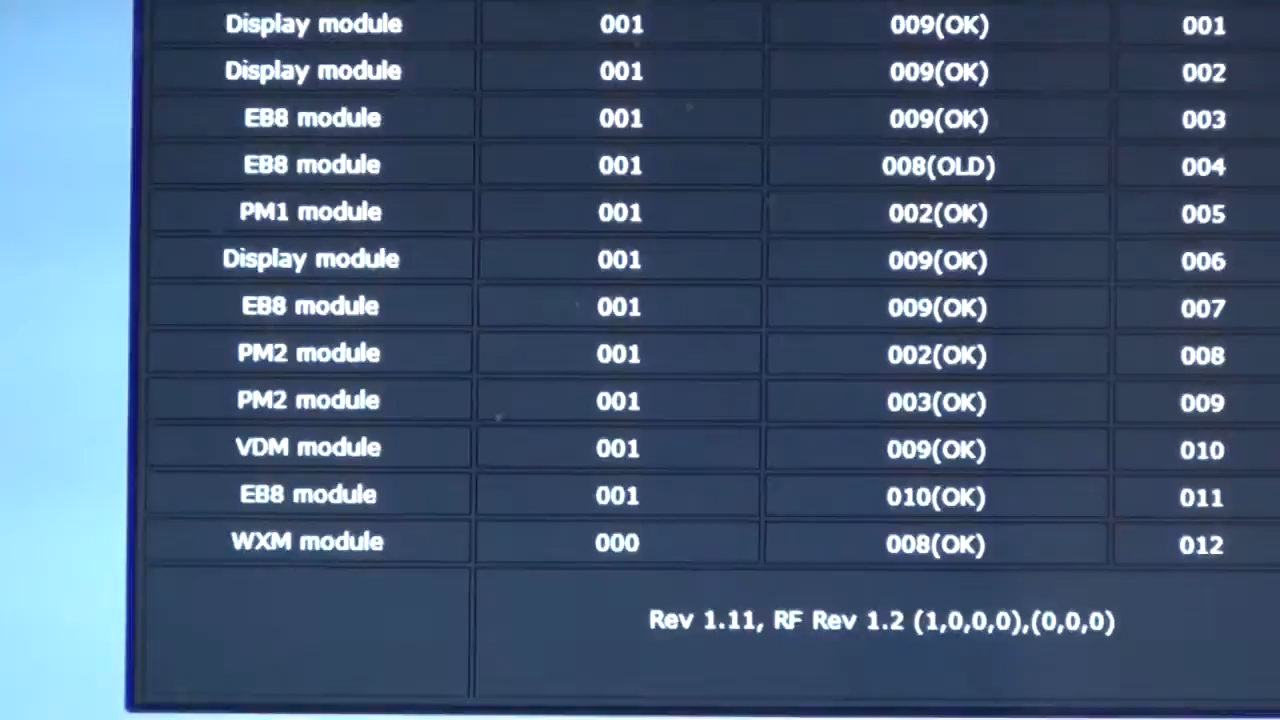 Display module 001 009(OK) 001
Display module 001 009(OK) 002
EB8 module 001 009(OK) 003
EB8 module 001 008(OLD) 004
PM1 module 001 002(OK) 005
Display module 001 009(OK) 006
EB8 module 001 009(OK) 007
PM2 module 001 002(OK) 008
PM2 module 001 003(OK) 009
VDM module 001 009(OK) 010
EB8 module 001 010(OK) 011
WXM module 000 008(OK) 012
Rev 1.11, RF Rev 1.2 (1,0,0,0),(0,0,0)